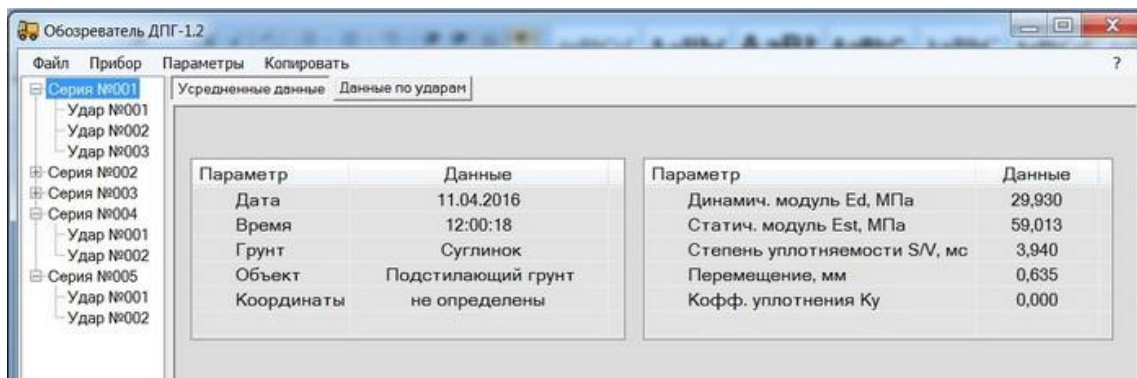 Обозреватель ДПГ-1.2
Файл Прибор Параметры Копировать ?
Серия №001
Удар №001
Удар №002
Удар №003
Серия №002
Серия №003
Серия №004
Удар №001
Удар №002
Серия №005
Удар №001
Удар №002
Усредненные данные Данные по ударам
Параметр Данные
Дата 11.04.2016
Время 12:00:18
Грунт Суглинок
Объект Подстилающий грунт
Координаты не определены
Параметр Данные
Динамич. модуль Ed, МПа 29,930
Статич. модуль Est, МПа 59,013
Степень уплотняемости S/V, мс 3,940
Перемещение, мм 0,635
Кофф. уплотнения Ку 0,000